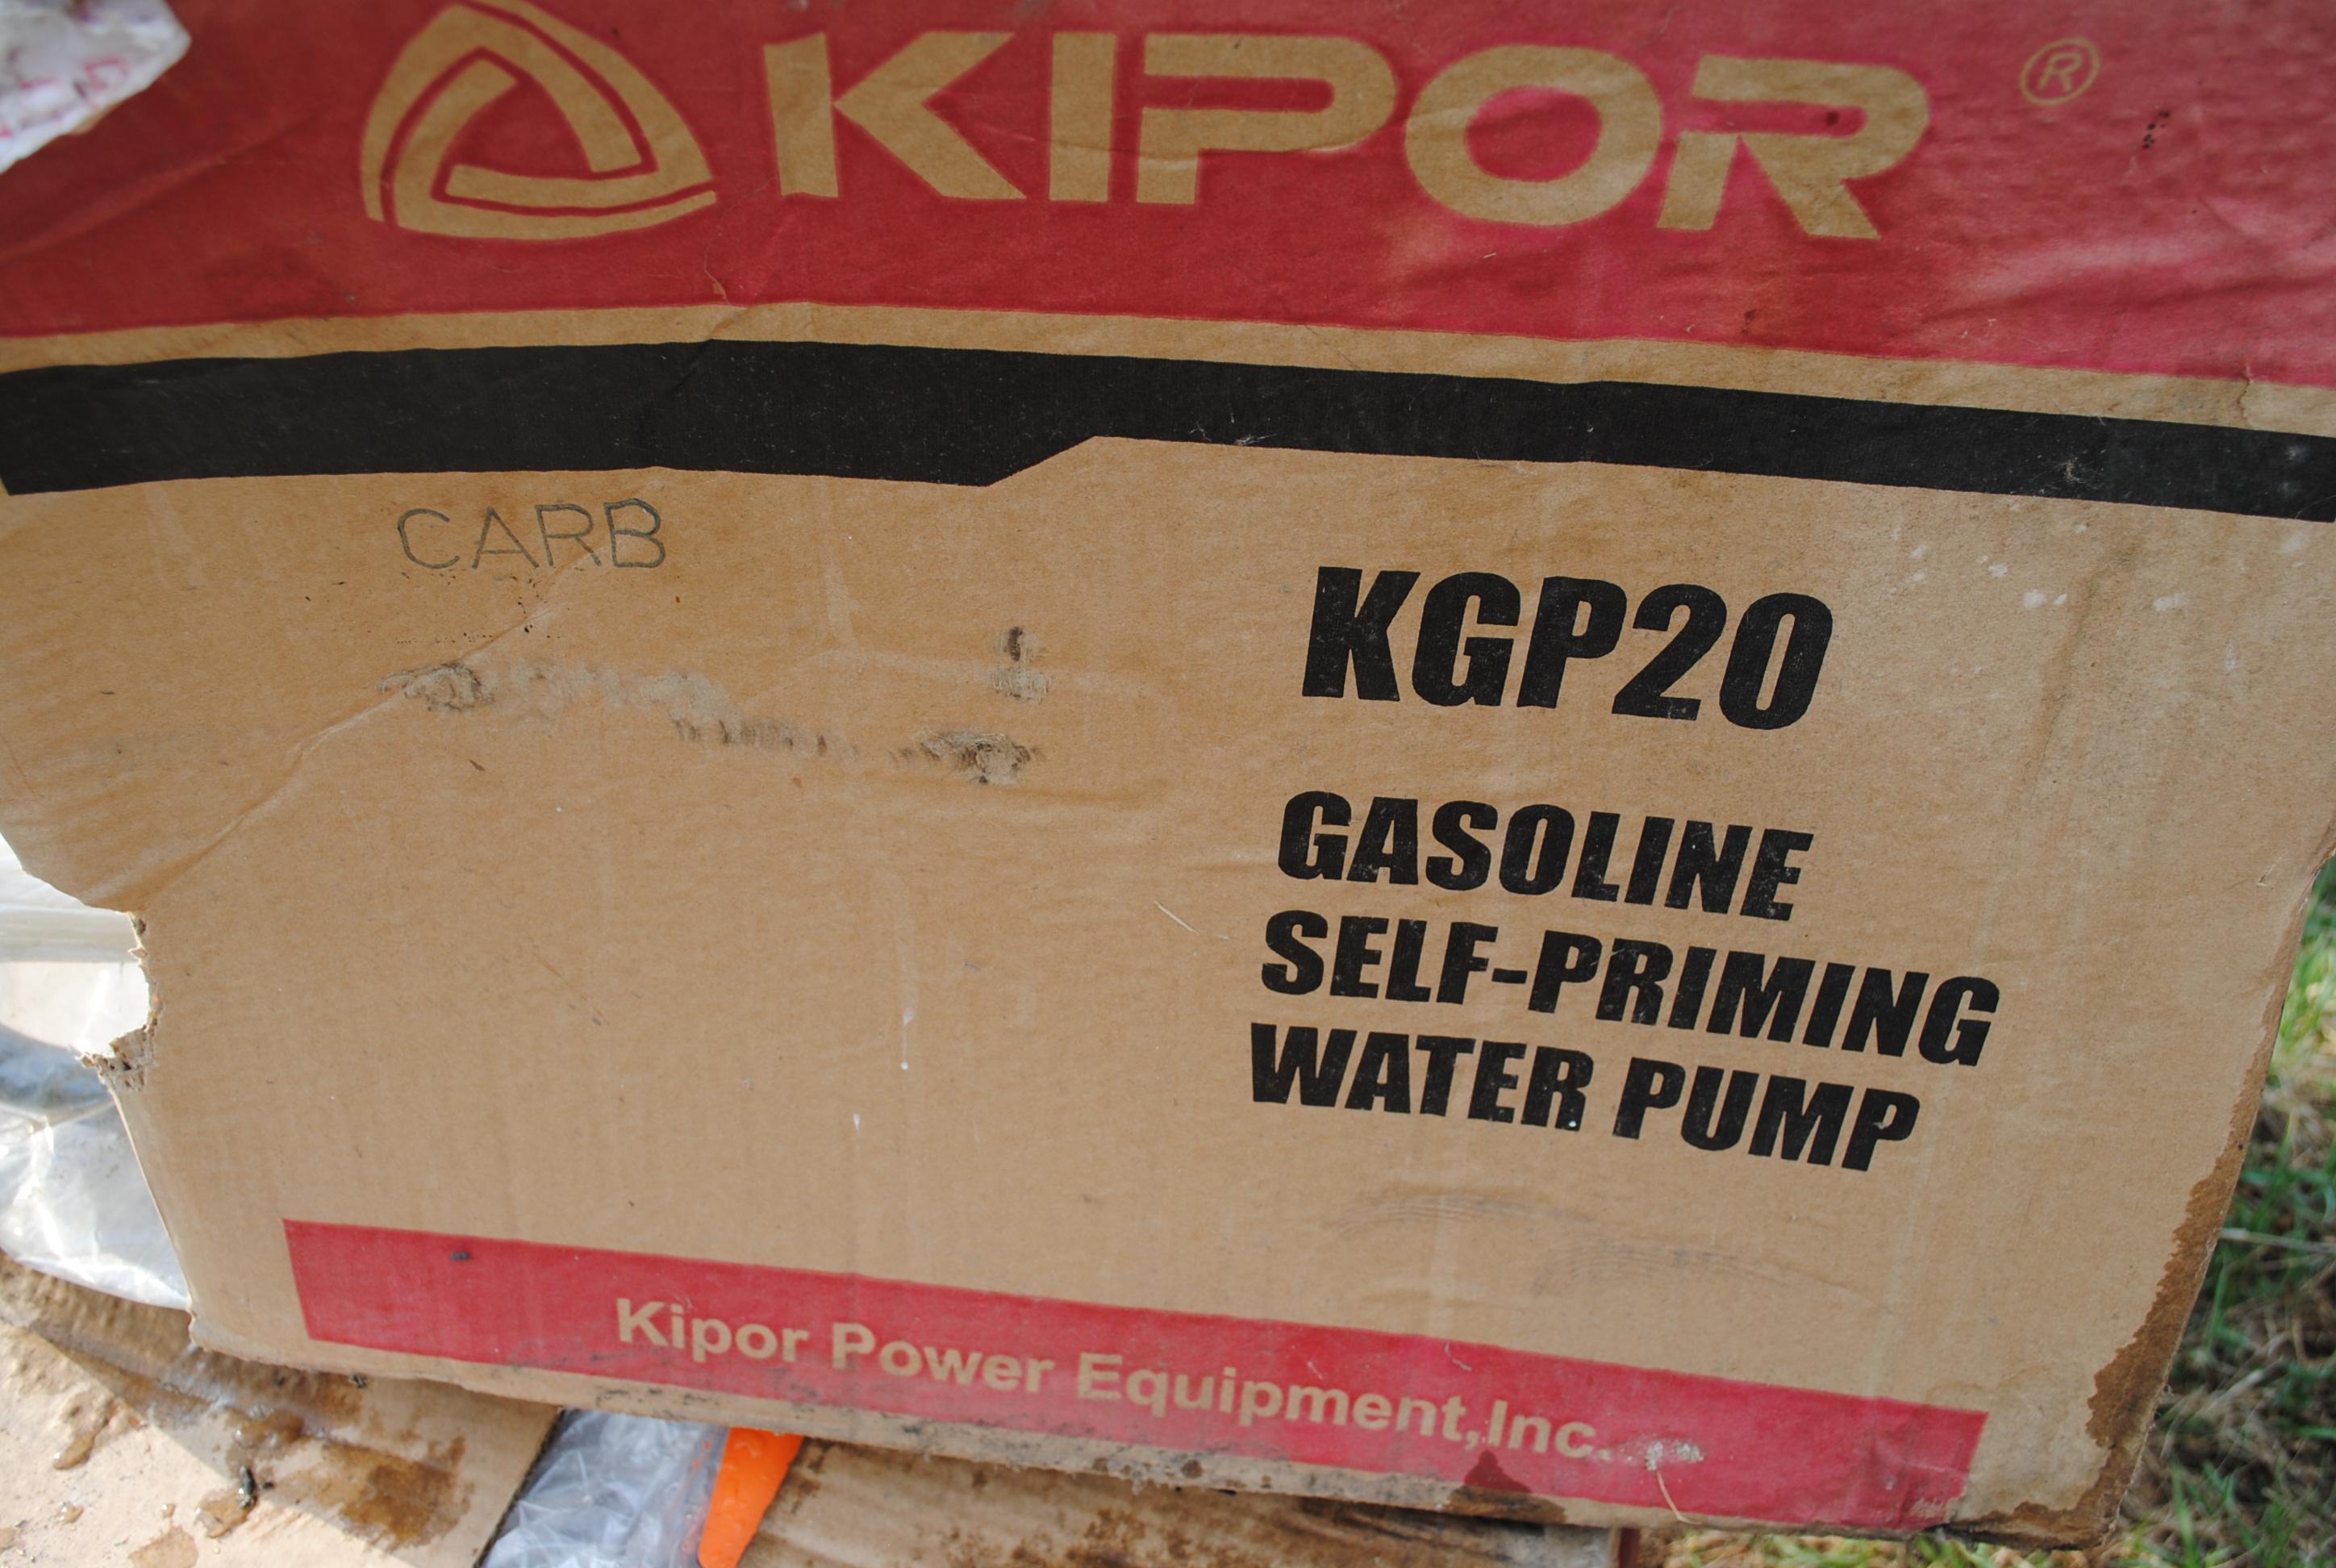 KIPOR ®
CARB
KGP20
GASOLINE
SELF-PRIMING
WATER PUMP
Kipor Power Equipment,Inc.